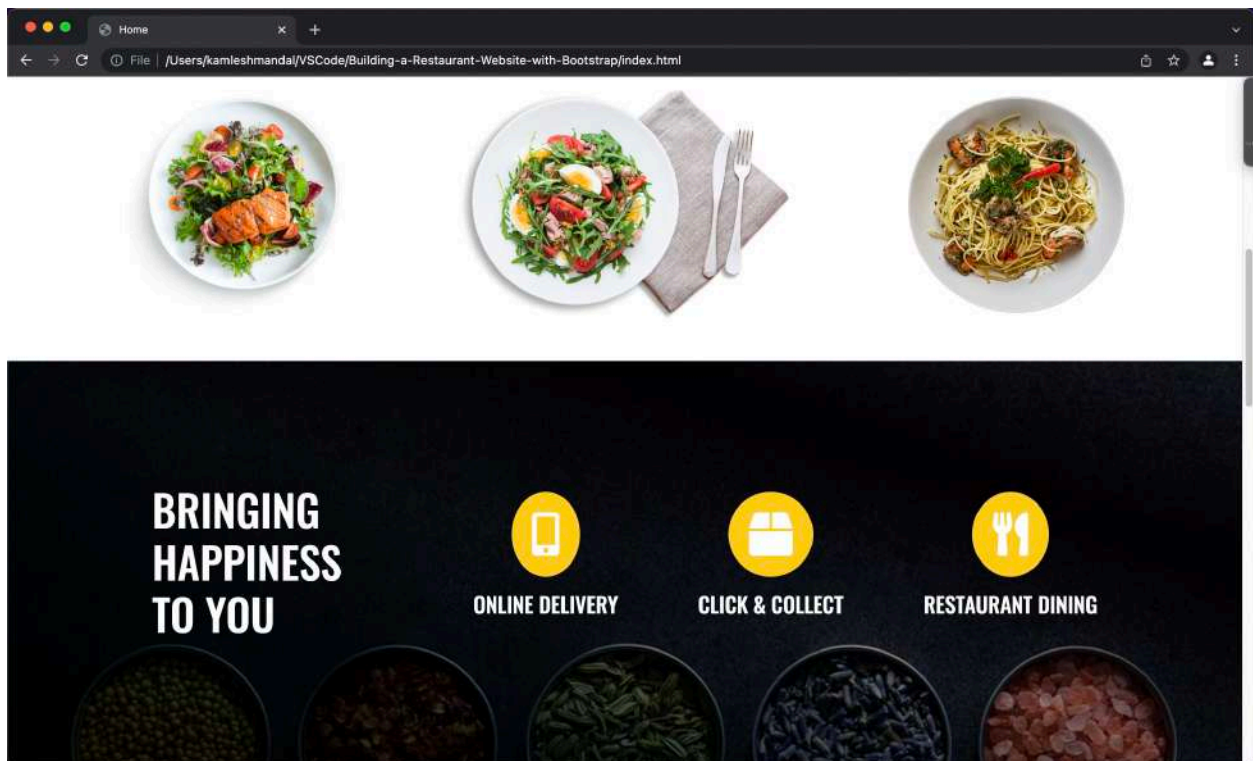 Home
File | /Users/kamleshmandal/VSCode/Building-a-Restaurant-Website-with-Bootstrap/index.html
BRINGING
HAPPINESS
TO YOU
ONLINE DELIVERY
CLICK & COLLECT
RESTAURANT DINING